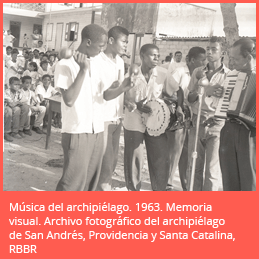 Música del archipiélago. 1963. Memoria
visual. Archivo fotográfico del archipiélago
de San Andrés, Providencia y Santa Catalina,
RBBR